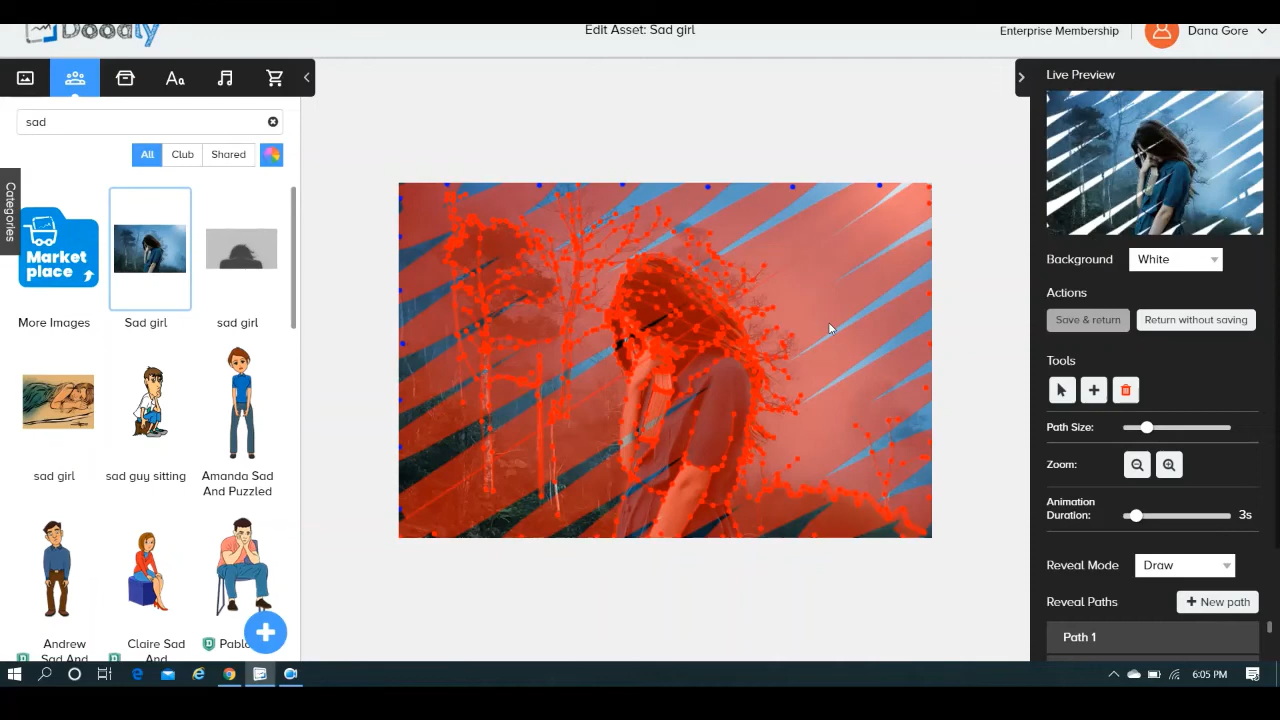 Doodly
Edit Asset: Sad girl
Enterprise Membership
Dana Gore
Aa
sad
All
Club
Shared
Categories
Market
place
More Images
Sad girl
sad girl
sad girl
sad guy sitting
Amanda Sad
And Puzzled
Andrew
Sad And
Claire Sad
And
Pablo
Live Preview
Background
White
Actions
Save & return
Return without saving
Tools
Path Size:
Zoom:
Animation
Duration:
3s
Reveal Mode
Draw
Reveal Paths
+ New path
Path 1
6:05 PM